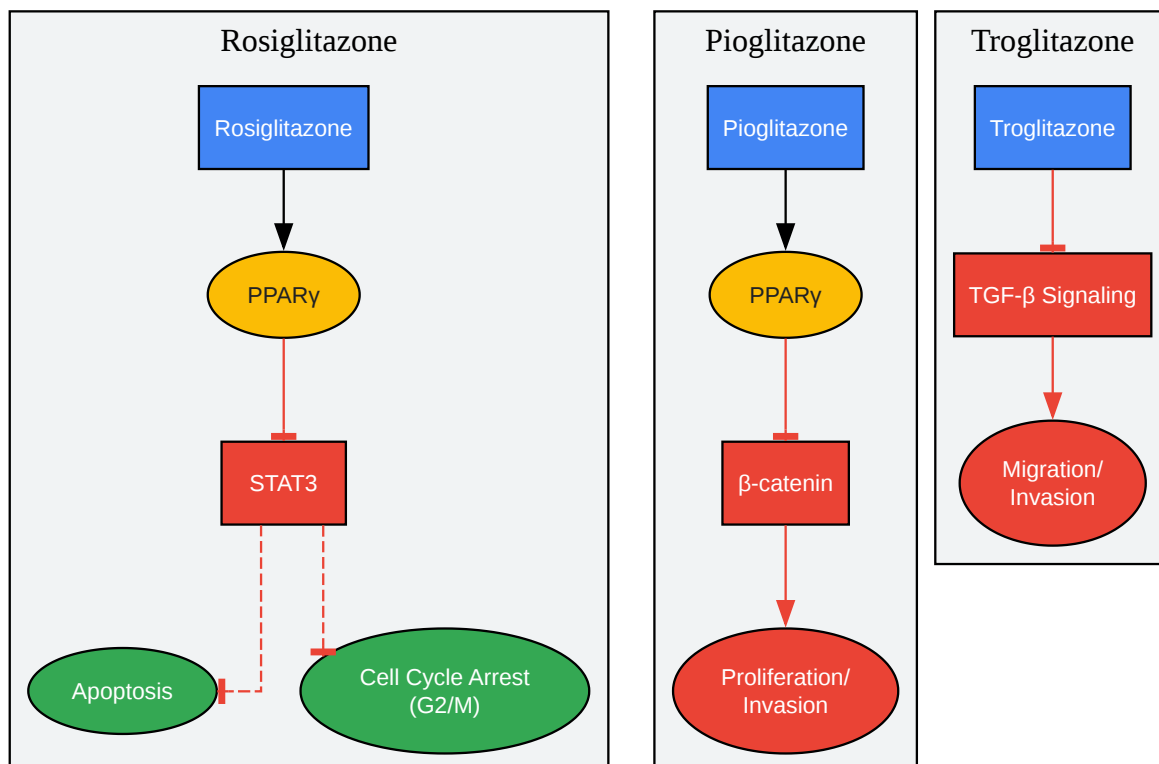 Rosiglitazone
Rosiglitazone
PPARγ
STAT3
Apoptosis
Cell Cycle Arrest
(G2/M)
Pioglitazone
Pioglitazone
PPARγ
β-catenin
Proliferation/
Invasion
Troglitazone
Troglitazone
TGF-β Signaling
Migration/
Invasion